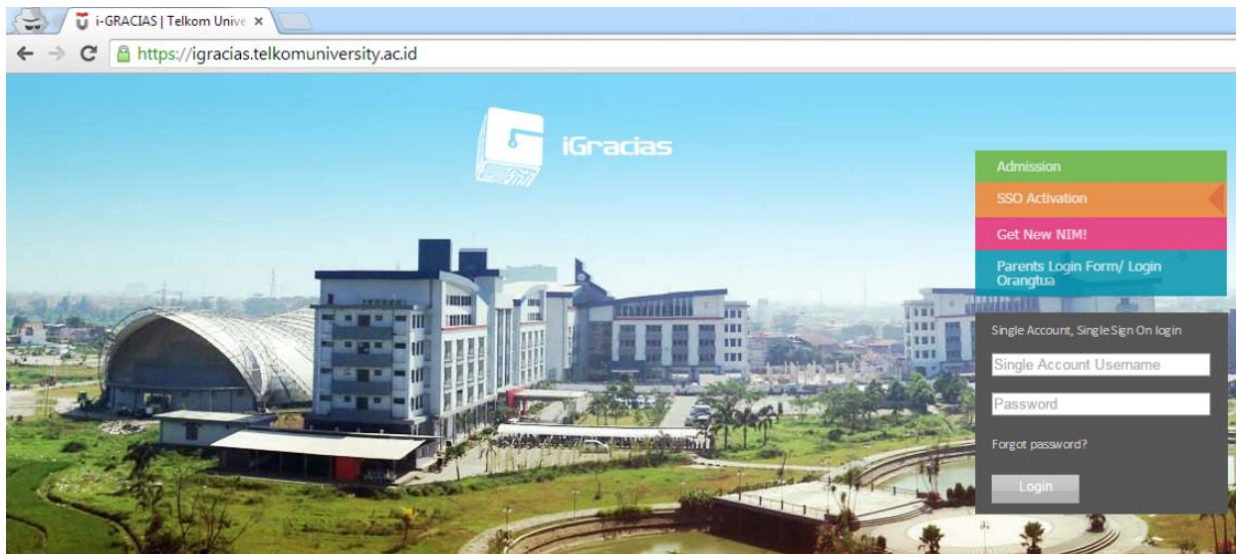 i-GRACIAS | Telkom Unive
https://igracias.telkomuniversity.ac.id
iGracias
Admission
SSO Activation
Get New NIM!
Parents Login Form/ Login
Orangtua
Single Account, Single Sign On login
Single Account Username
Password
Forgot password?
Login